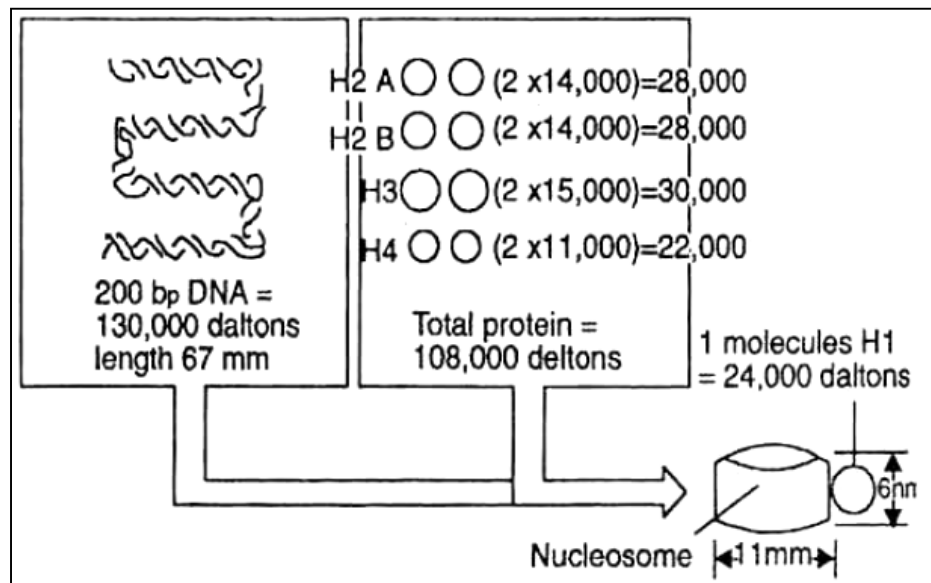 H2 A (2 x14,000)=28,000
H2 B (2 x14,000)=28,000
H3 (2 x15,000)=30,000
H4 (2 x11,000)=22,000
200 bp DNA =
130,000 daltons
length 67 mm
Total protein =
108,000 deltons
1 molecules H1
= 24,000 daltons
6nm
Nucleosome
11mm